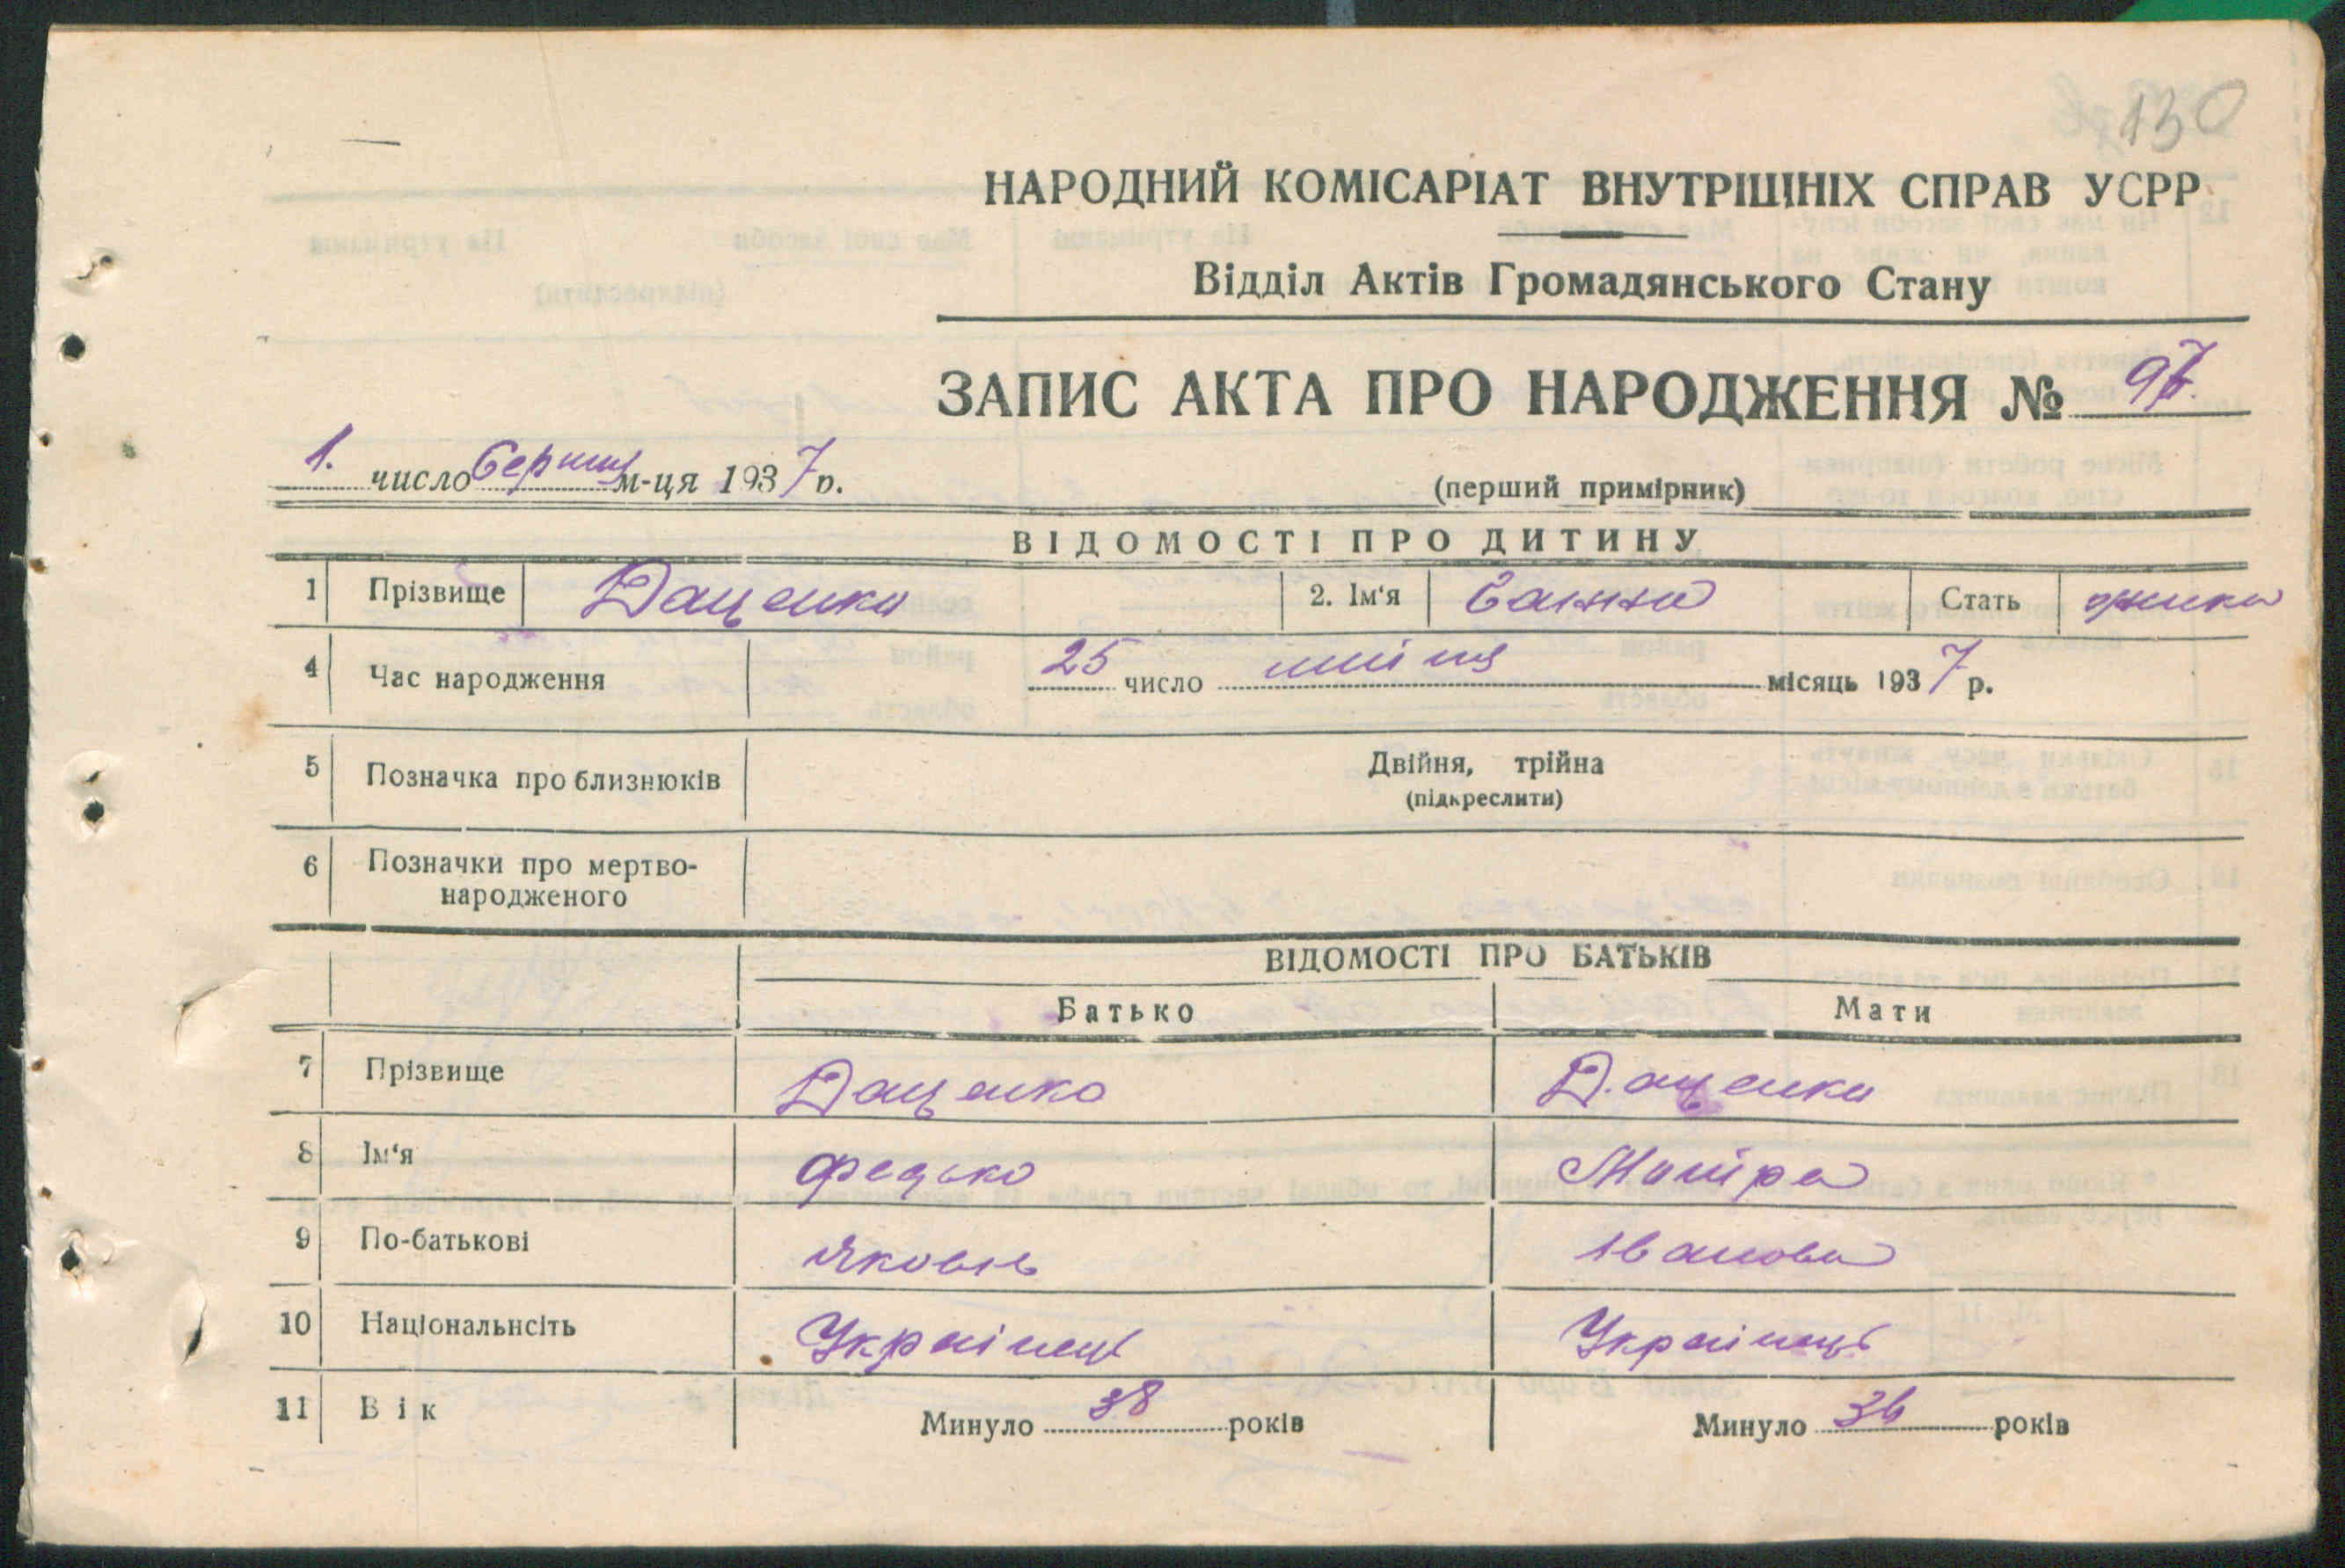 130
НАРОДНИЙ КОМІСАРІАТ ВНУТРІШНІХ СПРАВ УСРР
Відділ Актів Громадянського Стану
ЗАПИС АКТА ПРО НАРОДЖЕННЯ № 97
1. число Серпня м-ця 1937 р. (перший примірник)
ВІДОМОСТІ ПРО ДИТИНУ
1 Прізвище Даценко 2. Ім'я Ганна Стать жінка
4 Час народження 25 число липця місяць 1937 р.
5 Позначка про близнюків Двійня, трійна
(підкреслити)
6 Позначки про мертво-
народженого
ВІДОМОСТІ ПРО БАТЬКІВ
Батько Мати
7 Прізвище Даценко Даценко
8 Ім'я Федько
9 По-батькові Яковів Іванова
10 Національнсіть Українець Українець
11 Вік Минуло 38 років Минуло 36 років